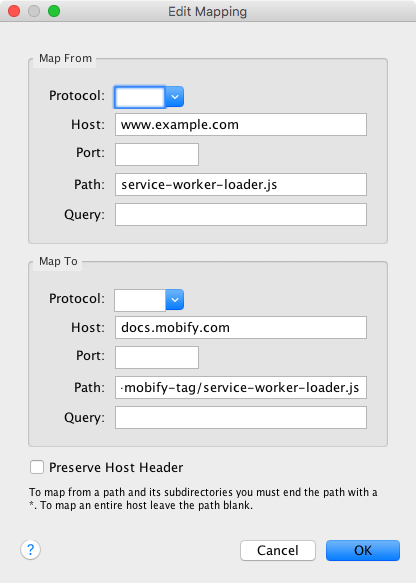 Edit Mapping
Map From
Protocol:
Host: www.example.com
Port:
Path: service-worker-loader.js
Query:
Map To
Protocol:
Host: docs.mobify.com
Port:
Path: -mobify-tag/service-worker-loader.js
Query:
Preserve Host Header
To map from a path and its subdirectories you must end the path with a
*. To map an entire host leave the path blank.
?
Cancel OK